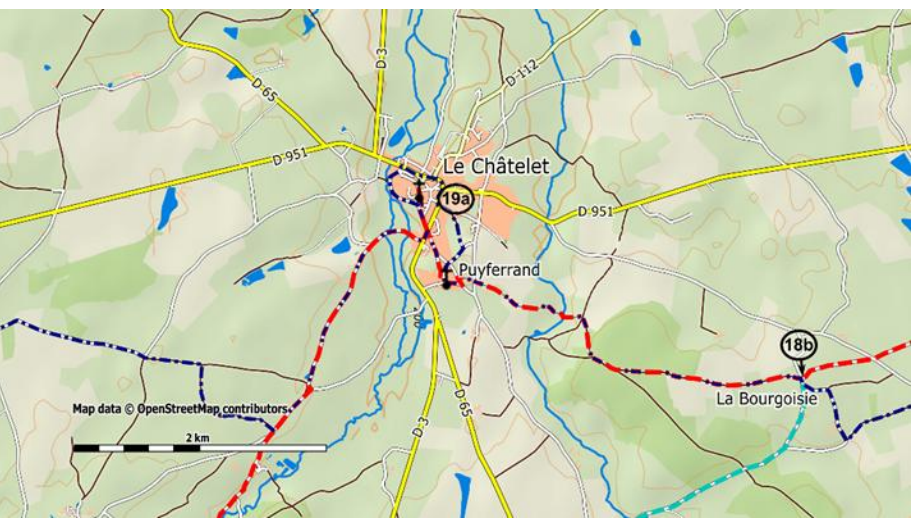 D 3
D 65
D 112
D 951
Le Châtelet
19a
D 951
Puyferrand
200
18b
La Bourgoisie
Map data © OpenStreetMap contributors
2 km
D 3
D 65